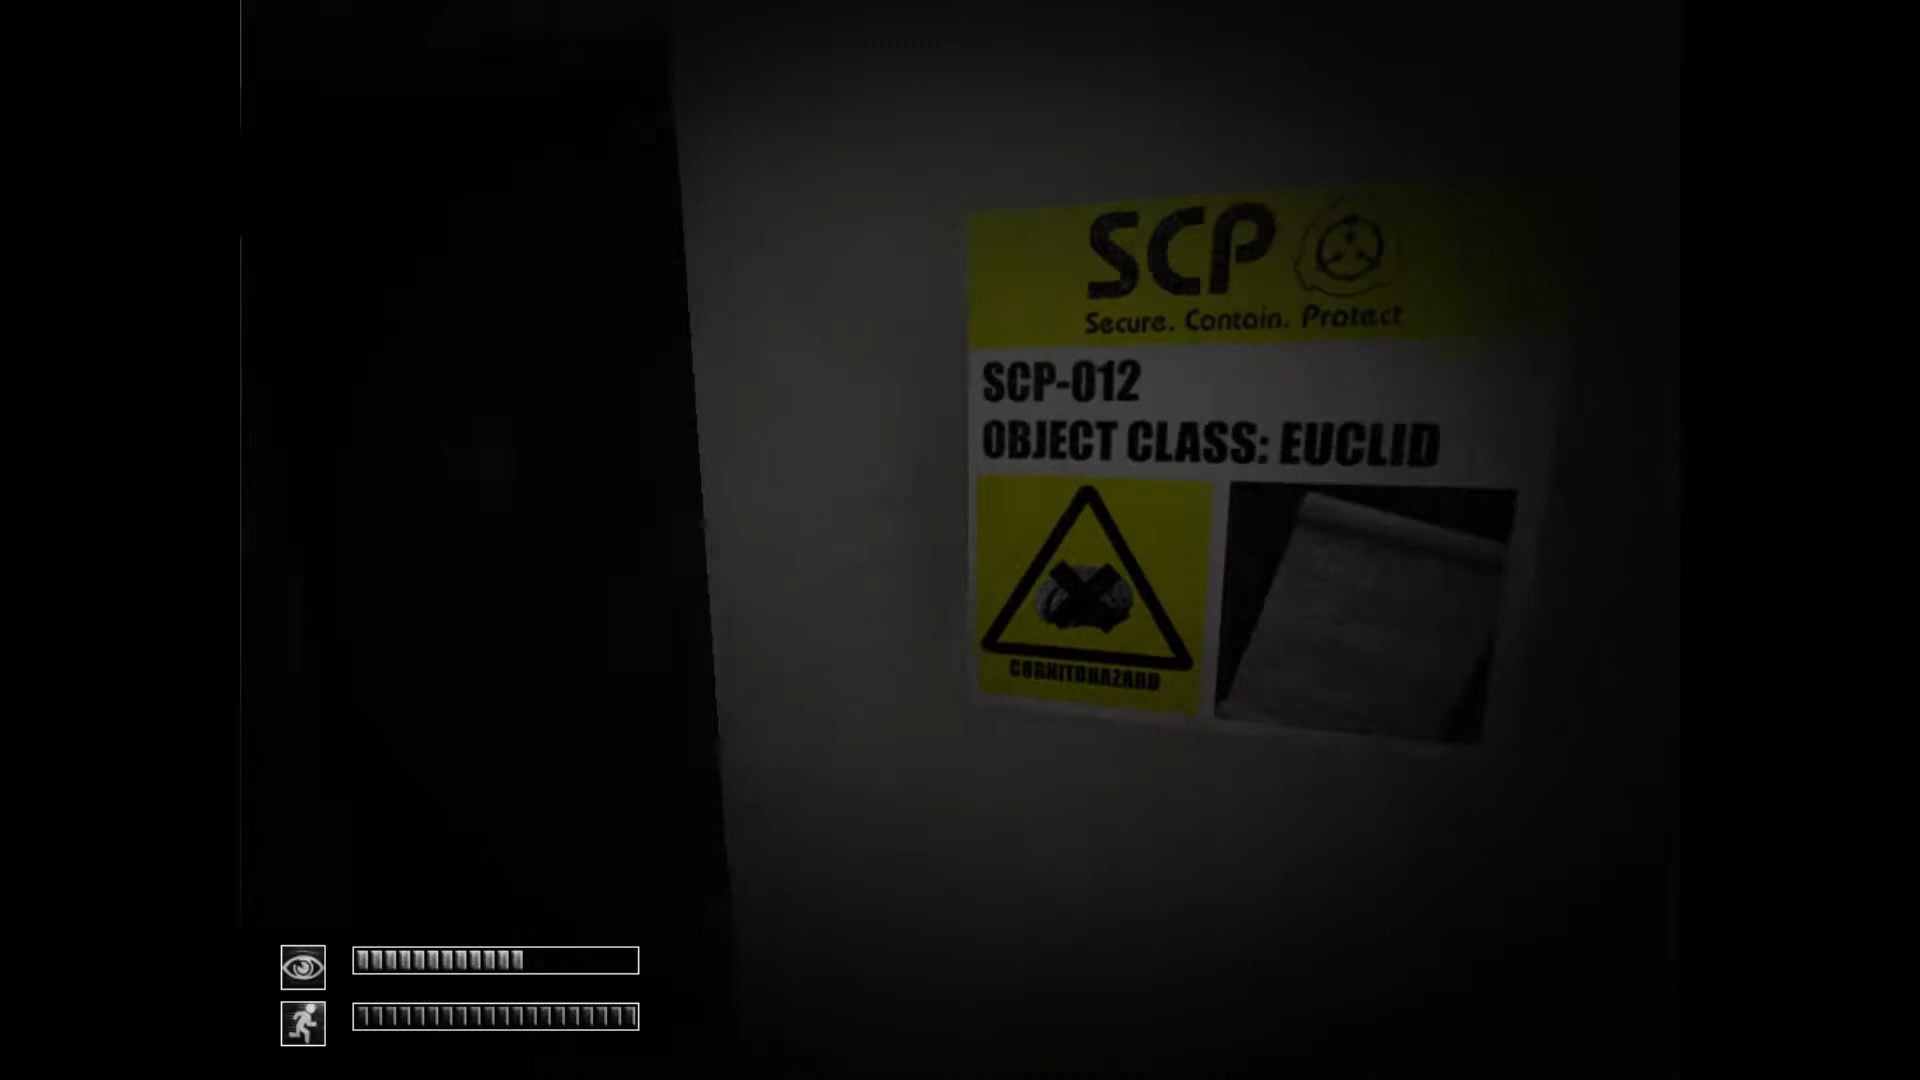 SCP
Secure. Contain. Protect
SCP-012
OBJECT CLASS: EUCLID
COGNITOHAZARD